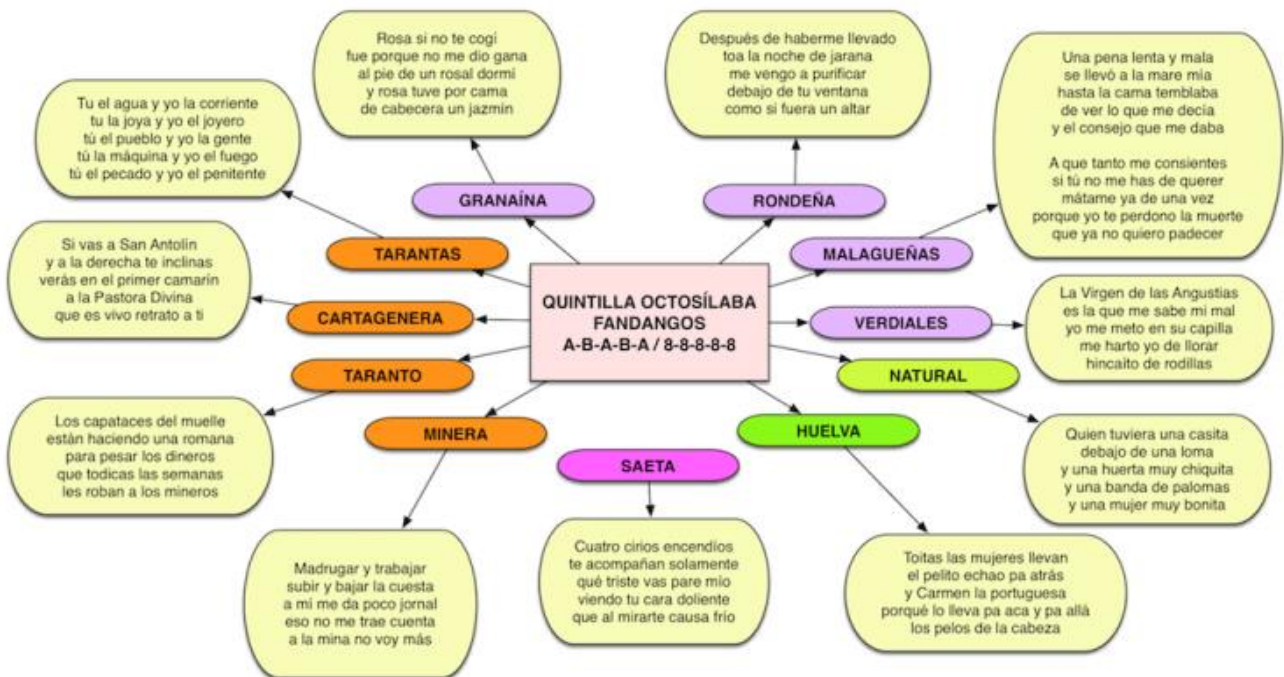 Rosa si no te cogí
fue porque no me dio gana
al pie de un rosal dormí
y rosa tuve por cama
de cabecera un jazmín
Después de haberme llevado
toa la noche de jarana
me vengo a purificar
debajo de tu ventana
como si fuera un altar
Una pena lenta y mala
se llevó a la mare mía
hasta la cama temblaba
de ver lo que me decía
y el consejo que me daba
A que tanto me consientes
si tú no me has de querer
mátame ya de una vez
porque yo te perdono la muerte
que ya no quiero padecer
Tu el agua y yo la corriente
tu la joya y yo el joyero
tú el pueblo y yo la gente
tú la máquina y yo el fuego
tú el pecado y yo el penitente
GRANAÍNA
RONDEÑA
TARANTAS
MALAGUEÑAS
Si vas a San Antolín
y a la derecha te inclinas
verás en el primer camarín
a la Pastora Divina
que es vivo retrato a ti
CARTAGENERA
QUINTILLA OCTOSÍLABA
FANDANGOS
A-B-A-B-A / 8-8-8-8-8
VERDIALES
La Virgen de las Angustias
es la que me sabe mi mal
yo me meto en su capilla
me harto yo de llorar
hincaito de rodillas
TARANTO
NATURAL
Los capataces del muelle
están haciendo una romana
para pesar los dineros
que todicas las semanas
les roban a los mineros
MINERA
HUELVA
SAETA
Quien tuviera una casita
debajo de una loma
y una huerta muy chiquita
y una banda de palomas
y una mujer muy bonita
Madrugar y trabajar
subir y bajar la cuesta
a mi me da poco jornal
eso no me trae cuenta
a la mina no voy más
Cuatro cirios encendíos
te acompañan solamente
qué triste vas pare mío
viendo tu cara doliente
que al mirarte causa frío
Toitas las mujeres llevan
el pelito echao pa atrás
y Carmen la portuguesa
porqué lo lleva pa aca y pa allá
los pelos de la cabeza